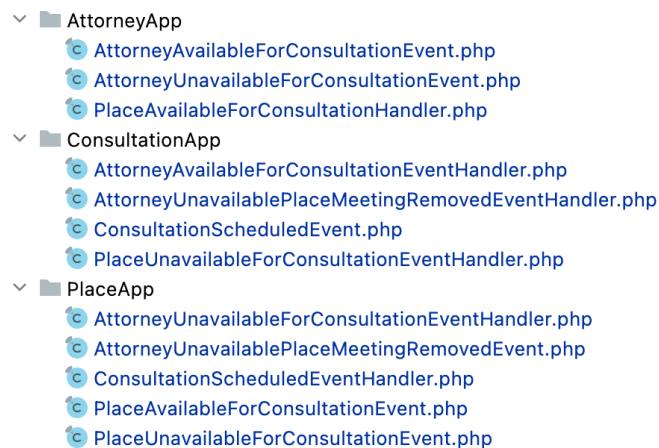 AttorneyApp
AttorneyAvailableForConsultationEvent.php
AttorneyUnavailableForConsultationEvent.php
PlaceAvailableForConsultationHandler.php
ConsultationApp
AttorneyAvailableForConsultationEventHandler.php
AttorneyUnavailablePlaceMeetingRemovedEventHandler.php
ConsultationScheduledEvent.php
PlaceUnavailableForConsultationEventHandler.php
PlaceApp
AttorneyUnavailableForConsultationEventHandler.php
AttorneyUnavailablePlaceMeetingRemovedEvent.php
ConsultationScheduledEventHandler.php
PlaceAvailableForConsultationEvent.php
PlaceUnavailableForConsultationEvent.php